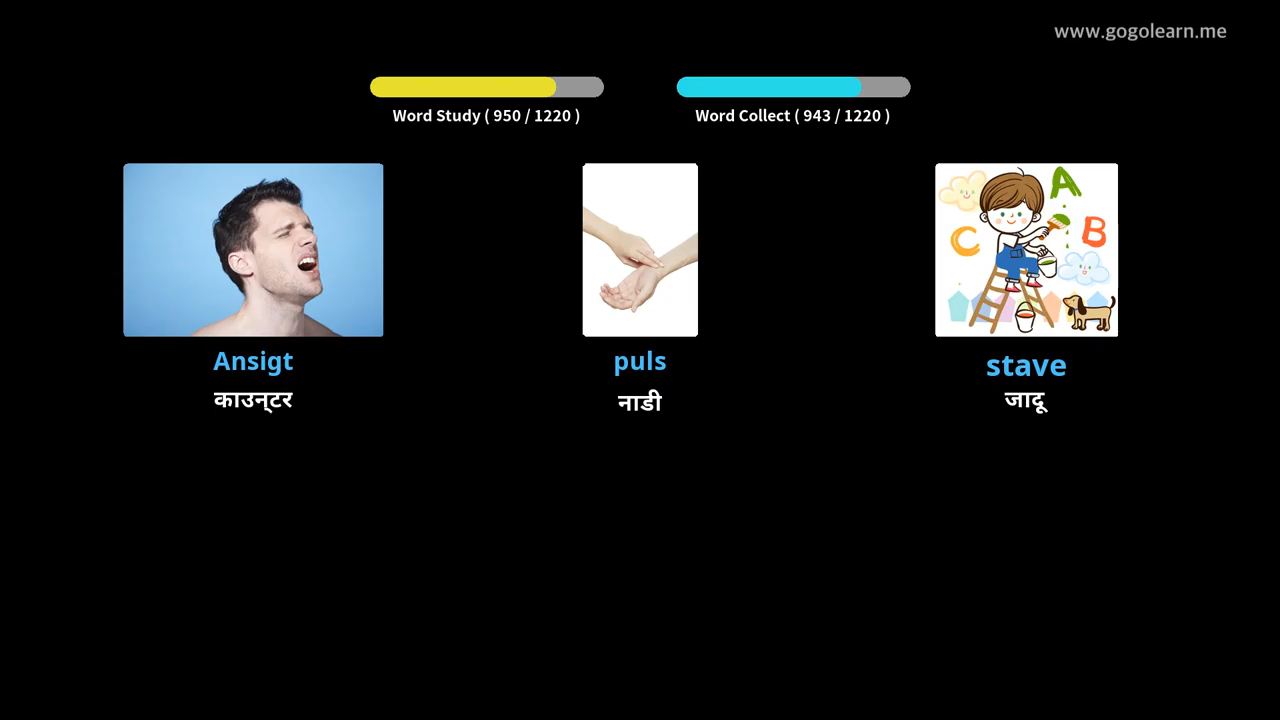 www.gogolearn.me
Word Study ( 950 / 1220 )
Word Collect ( 943 / 1220 )
A
B
C
Ansigt
puls
stave
काउन्टर
नाडी
जादू